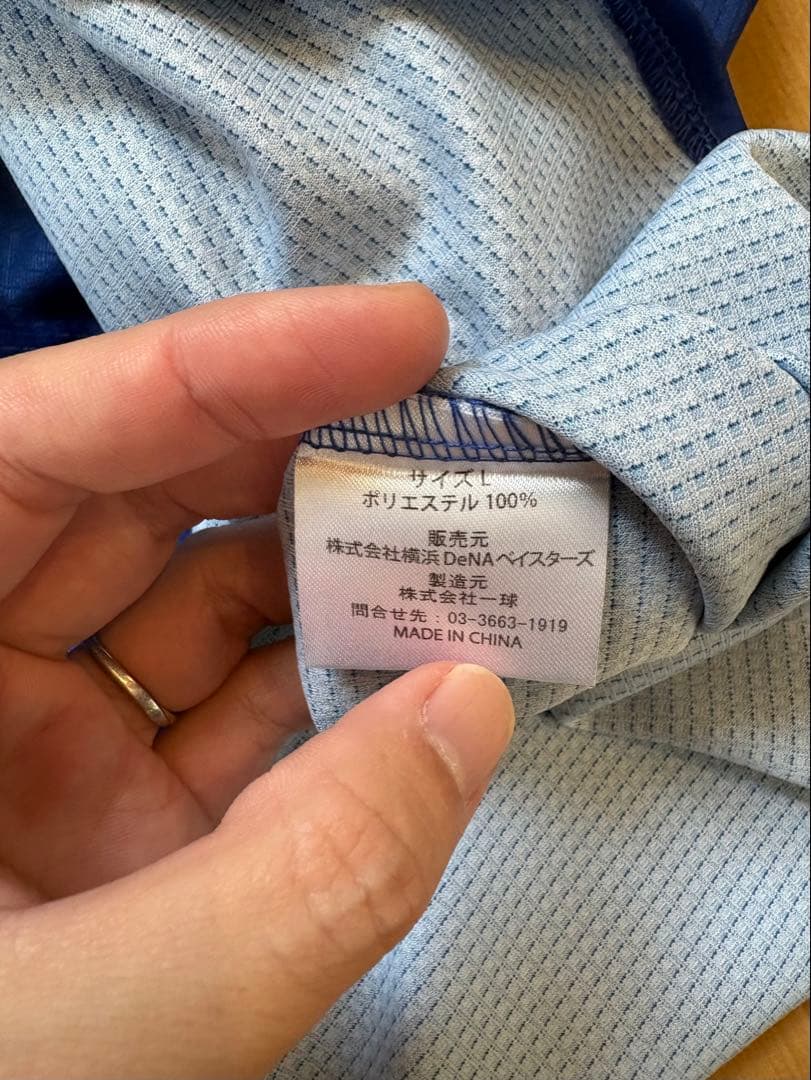 サイズ L
ポリエステル 100%
販売元
株式会社横浜DeNAベイスターズ
製造元
株式会社一球
問合せ先：03-3663-1919
MADE IN CHINA